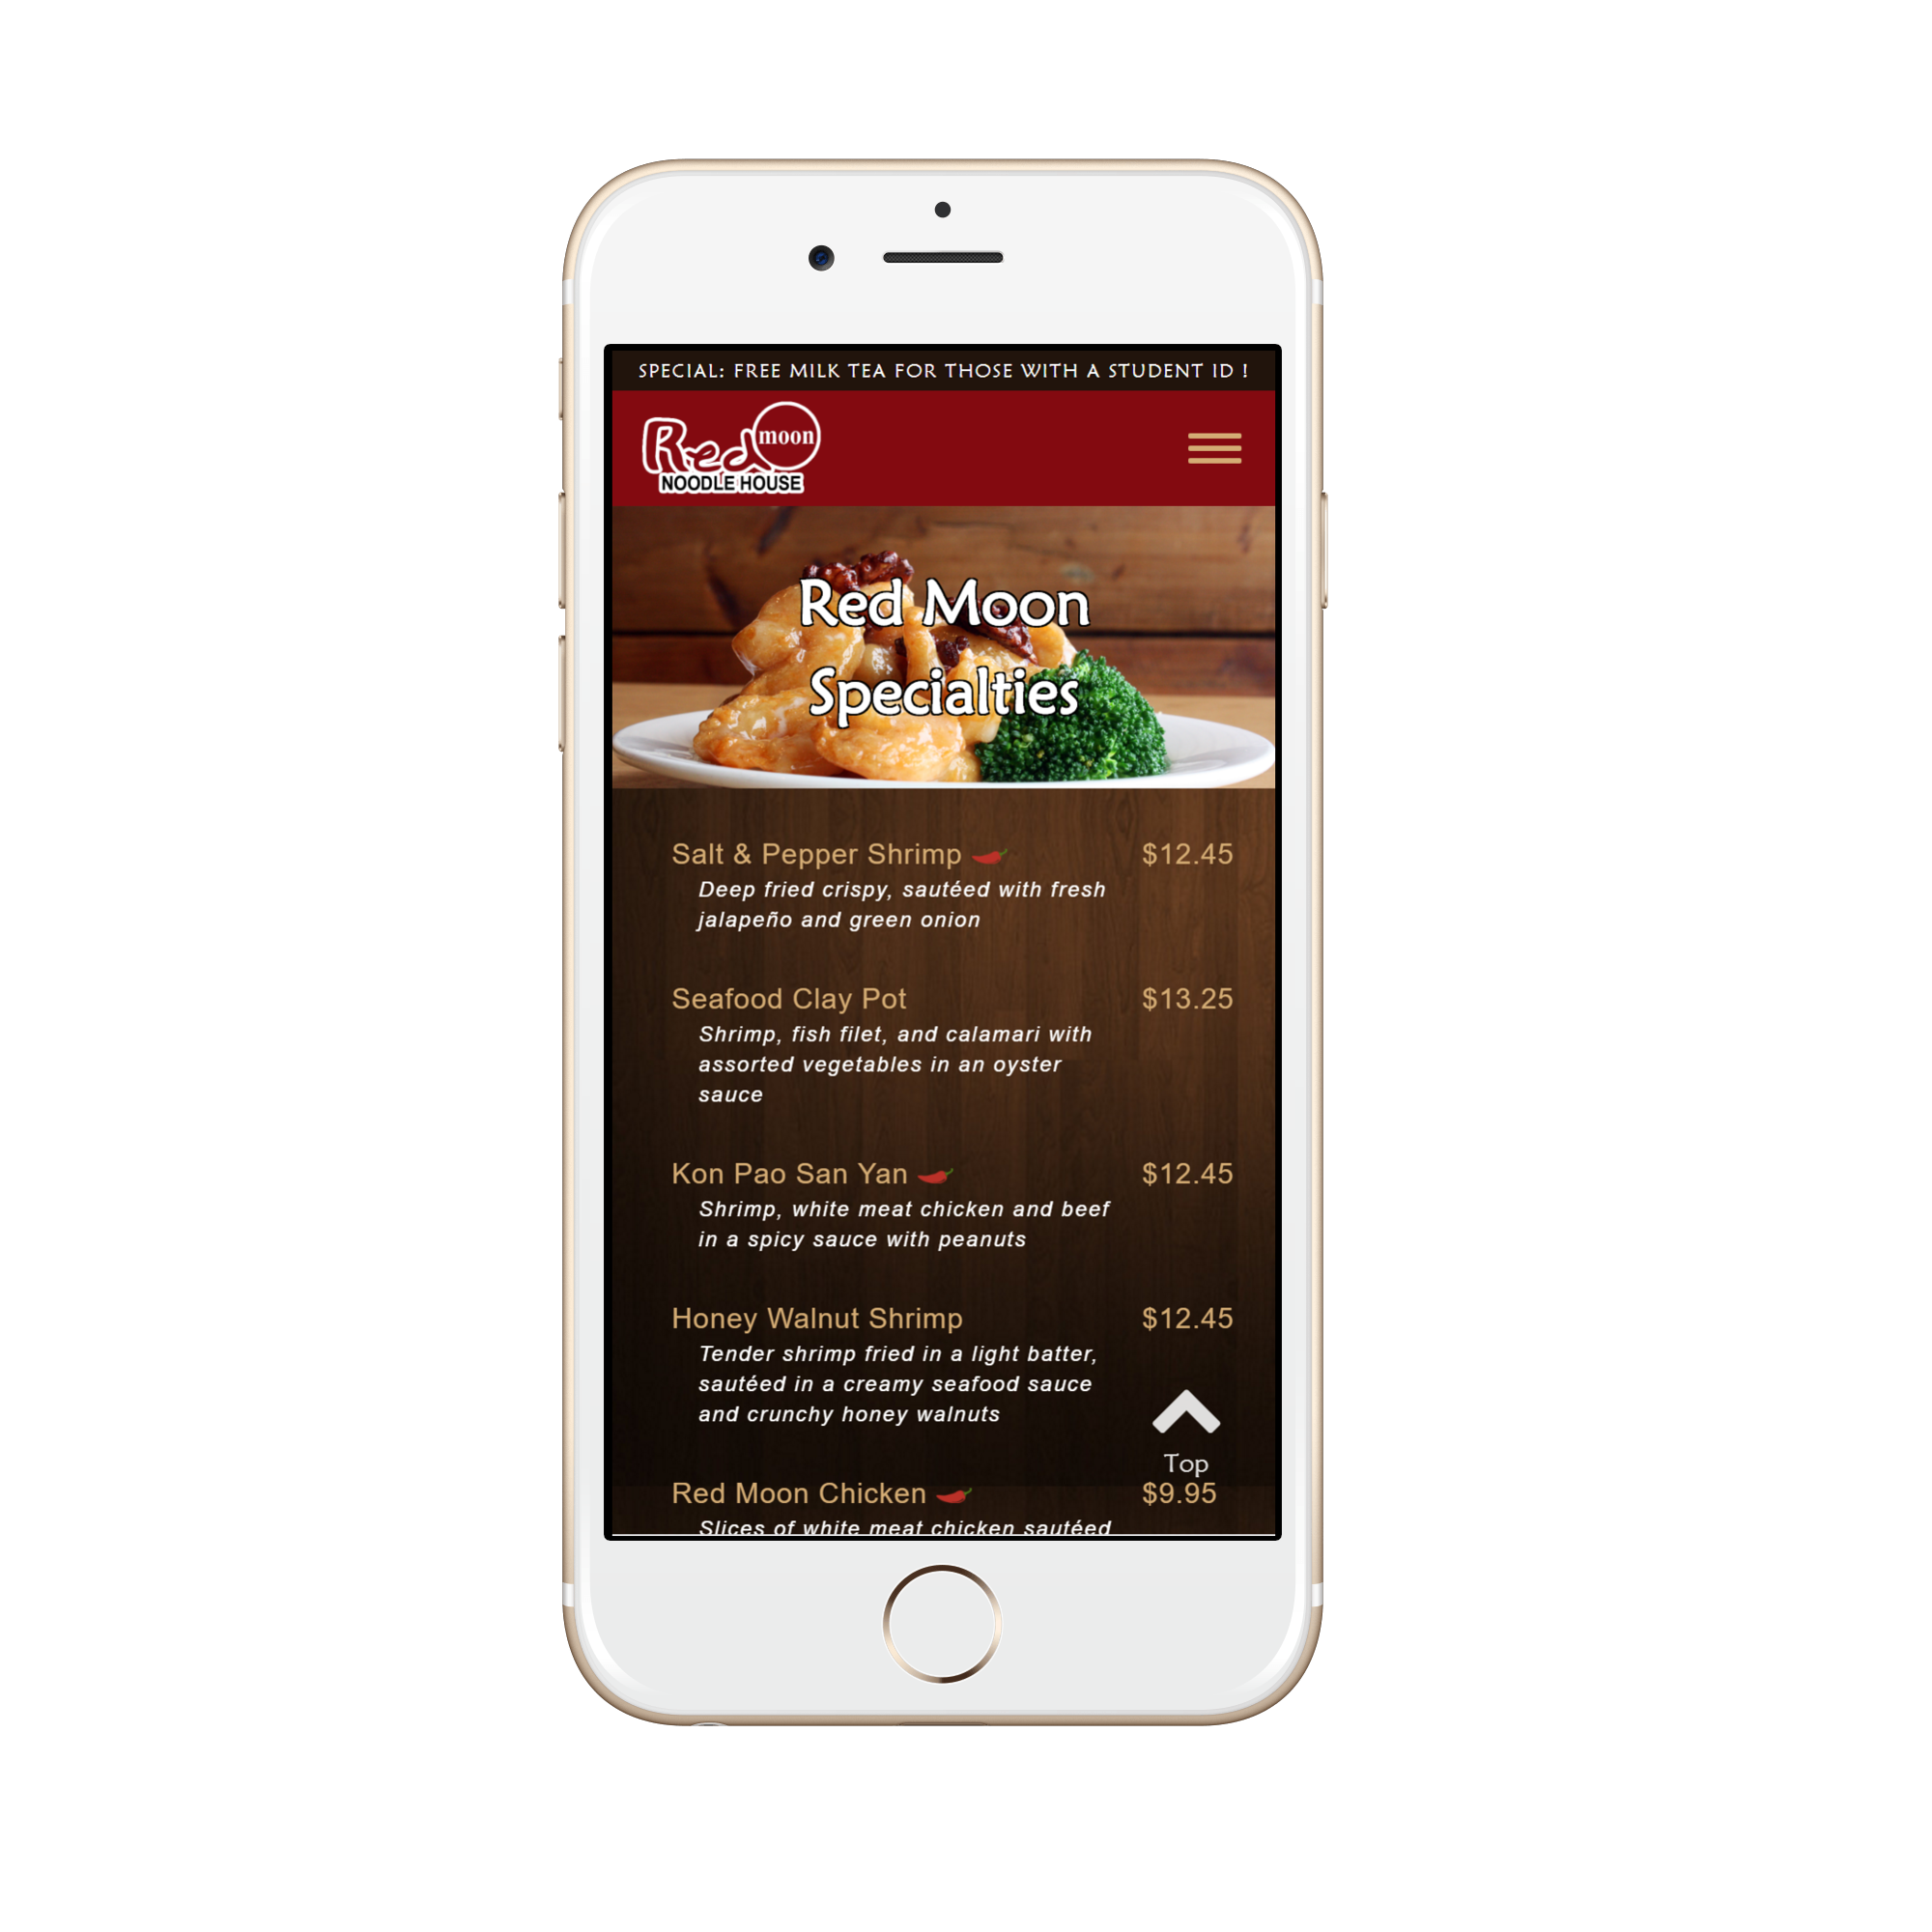 SPECIAL: FREE MILK TEA FOR THOSE WITH A STUDENT ID !
Red moon
NOODLE HOUSE
Red Moon
Specialties
Salt & Pepper Shrimp $12.45
Deep fried crispy, sautéed with fresh
jalapeño and green onion
Seafood Clay Pot $13.25
Shrimp, fish filet, and calamari with
assorted vegetables in an oyster
sauce
Kon Pao San Yan $12.45
Shrimp, white meat chicken and beef
in a spicy sauce with peanuts
Honey Walnut Shrimp $12.45
Tender shrimp fried in a light batter,
sautéed in a creamy seafood sauce
and crunchy honey walnuts
Top
Red Moon Chicken $9.95
Slices of white meat chicken sautéed